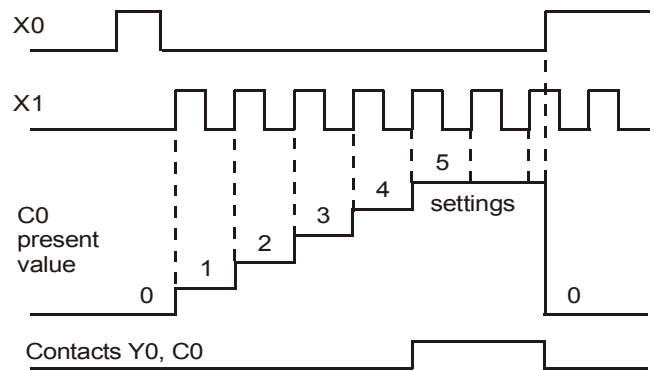 X0
X1
5
4
settings
3
C0
present
value
2
1
0
0
Contacts Y0, C0